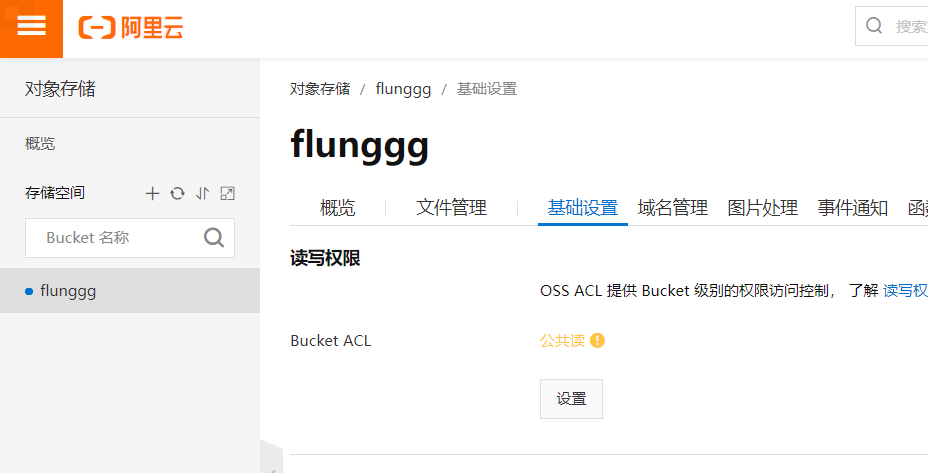 阿里云
搜索
对象存储
概览
存储空间
Bucket 名称
flunggg
对象存储 / flunggg / 基础设置
flunggg
概览 文件管理 基础设置 域名管理 图片处理 事件通知 函数
读写权限
OSS ACL 提供 Bucket 级别的权限访问控制， 了解 读写权
Bucket ACL 公共读
设置